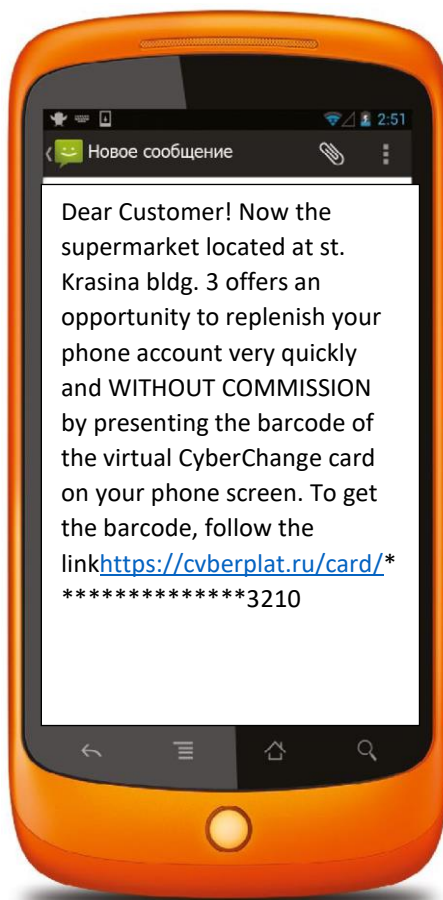 2:51
Новое сообщение
Dear Customer! Now the
supermarket located at st.
Krasina bldg. 3 offers an
opportunity to replenish your
phone account very quickly
and WITHOUT COMMISSION
by presenting the barcode of
the virtual CyberChange card
on your phone screen. To get
the barcode, follow the
linkhttps://cvberplat.ru/card/*
**************3210